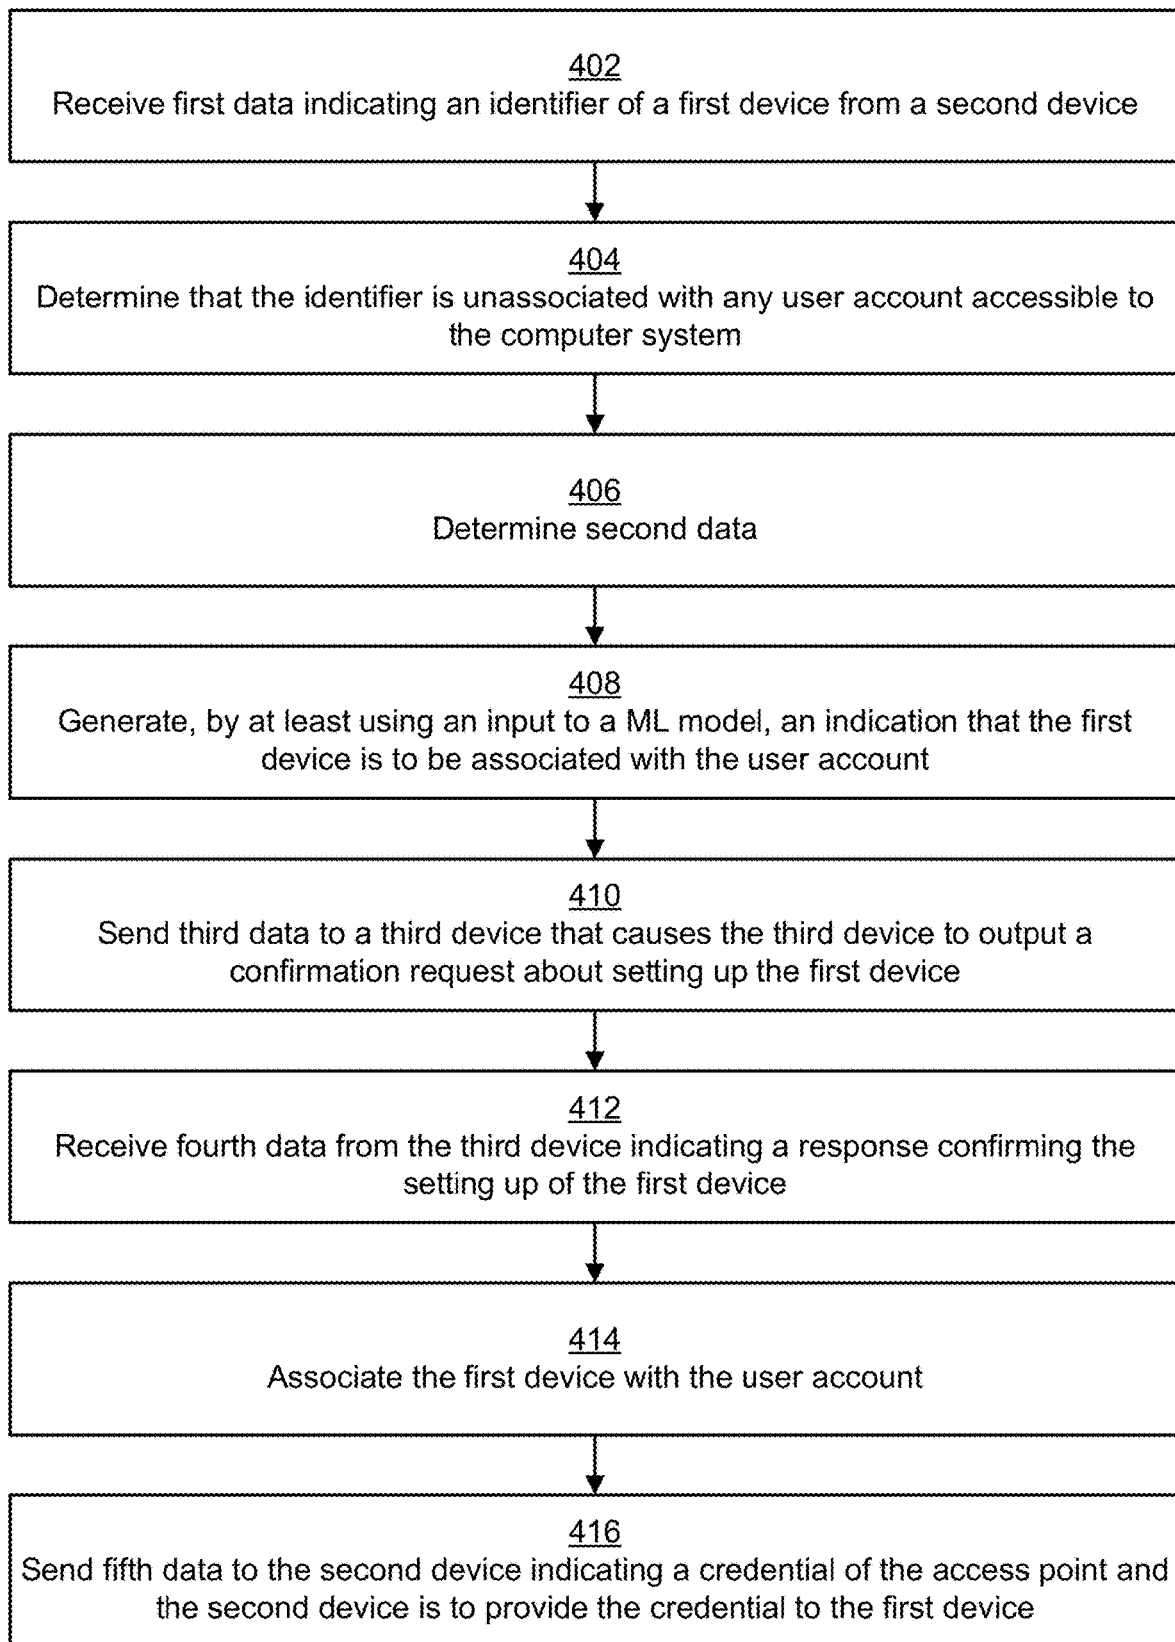 402
Receive first data indicating an identifier of a first device from a second device
404
Determine that the identifier is unassociated with any user account accessible to
the computer system
406
Determine second data
408
Generate, by at least using an input to a ML model, an indication that the first
device is to be associated with the user account
410
Send third data to a third device that causes the third device to output a
confirmation request about setting up the first device
412
Receive fourth data from the third device indicating a response confirming the
setting up of the first device
414
Associate the first device with the user account
416
Send fifth data to the second device indicating a credential of the access point and
the second device is to provide the credential to the first device